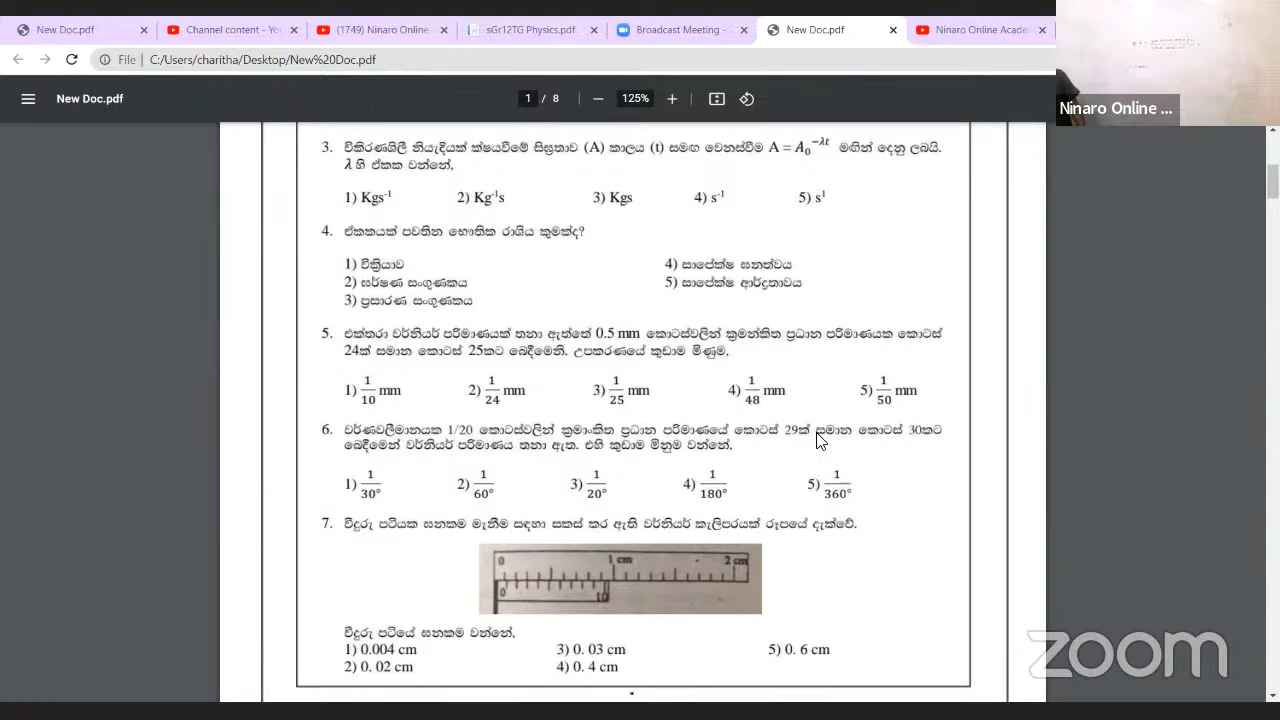 New Doc.pdf
Channel content - Yo
(1749) Ninaro Online
sGr12TG Physics.pdf
Broadcast Meeting -
New Doc.pdf
Ninaro Online Acade
File | C:/Users/charitha/Desktop/New%20Doc.pdf
New Doc.pdf
1 / 8
125%
Ninaro Online ...
3. විකිරණශීලී නියැදියක් ක්ෂයවීමේ සීඝ්‍රතාව (A) කාලය (t) සමඟ වෙනස්වීම A = A₀^−λt මඟින් දෙනු ලබයි.
λ හි ඒකක වන්නේ,
1) Kgs⁻¹ 2) Kg⁻¹s 3) Kgs 4) s⁻¹ 5) s¹
4. ඒකකයක් පවතින භෞතික රාශිය කුමක්ද?
1) වික්‍රියාව 4) සාපේක්ෂ ඝනත්වය
2) ඝර්ෂණ සංගුණකය 5) සාපේක්ෂ ආර්ද්‍රතාවය
3) ප්‍රසාරණ සංගුණකය
5. එක්තරා වර්නියර් පරිමාණයක් තනා ඇත්තේ 0.5 mm කොටස්වලින් ක්‍රමන්කිත ප්‍රධාන පරිමාණයක කොටස්
24ක් සමාන කොටස් 25කට බෙදීමෙනි. උපකරණයේ කුඩාම මිණුම,
1) 1/10 mm 2) 1/24 mm 3) 1/25 mm 4) 1/48 mm 5) 1/50 mm
6. වර්ණාවලීමානයක 1/20 කොටස්වලින් ක්‍රමාංකිත ප්‍රධාන පරිමාණයේ කොටස් 29ක් සමාන කොටස් 30කට
බෙදීමෙන් වර්නියර් පරිමාණය තනා ඇත. එහි කුඩාම මිනුම වන්නේ,
1) 1/30° 2) 1/60° 3) 1/20° 4) 1/180° 5) 1/360°
7. වීදුරු පටියක ඝනකම මැනීම සඳහා සකස් කර ඇති වර්නියර් කැලිපරයක් රූපයේ දැක්වේ.
0 1 cm 2 cm
0 10
වීදුරු පටියේ ඝනකම වන්නේ,
1) 0.004 cm 3) 0. 03 cm 5) 0. 6 cm
2) 0. 02 cm 4) 0. 4 cm
zoom